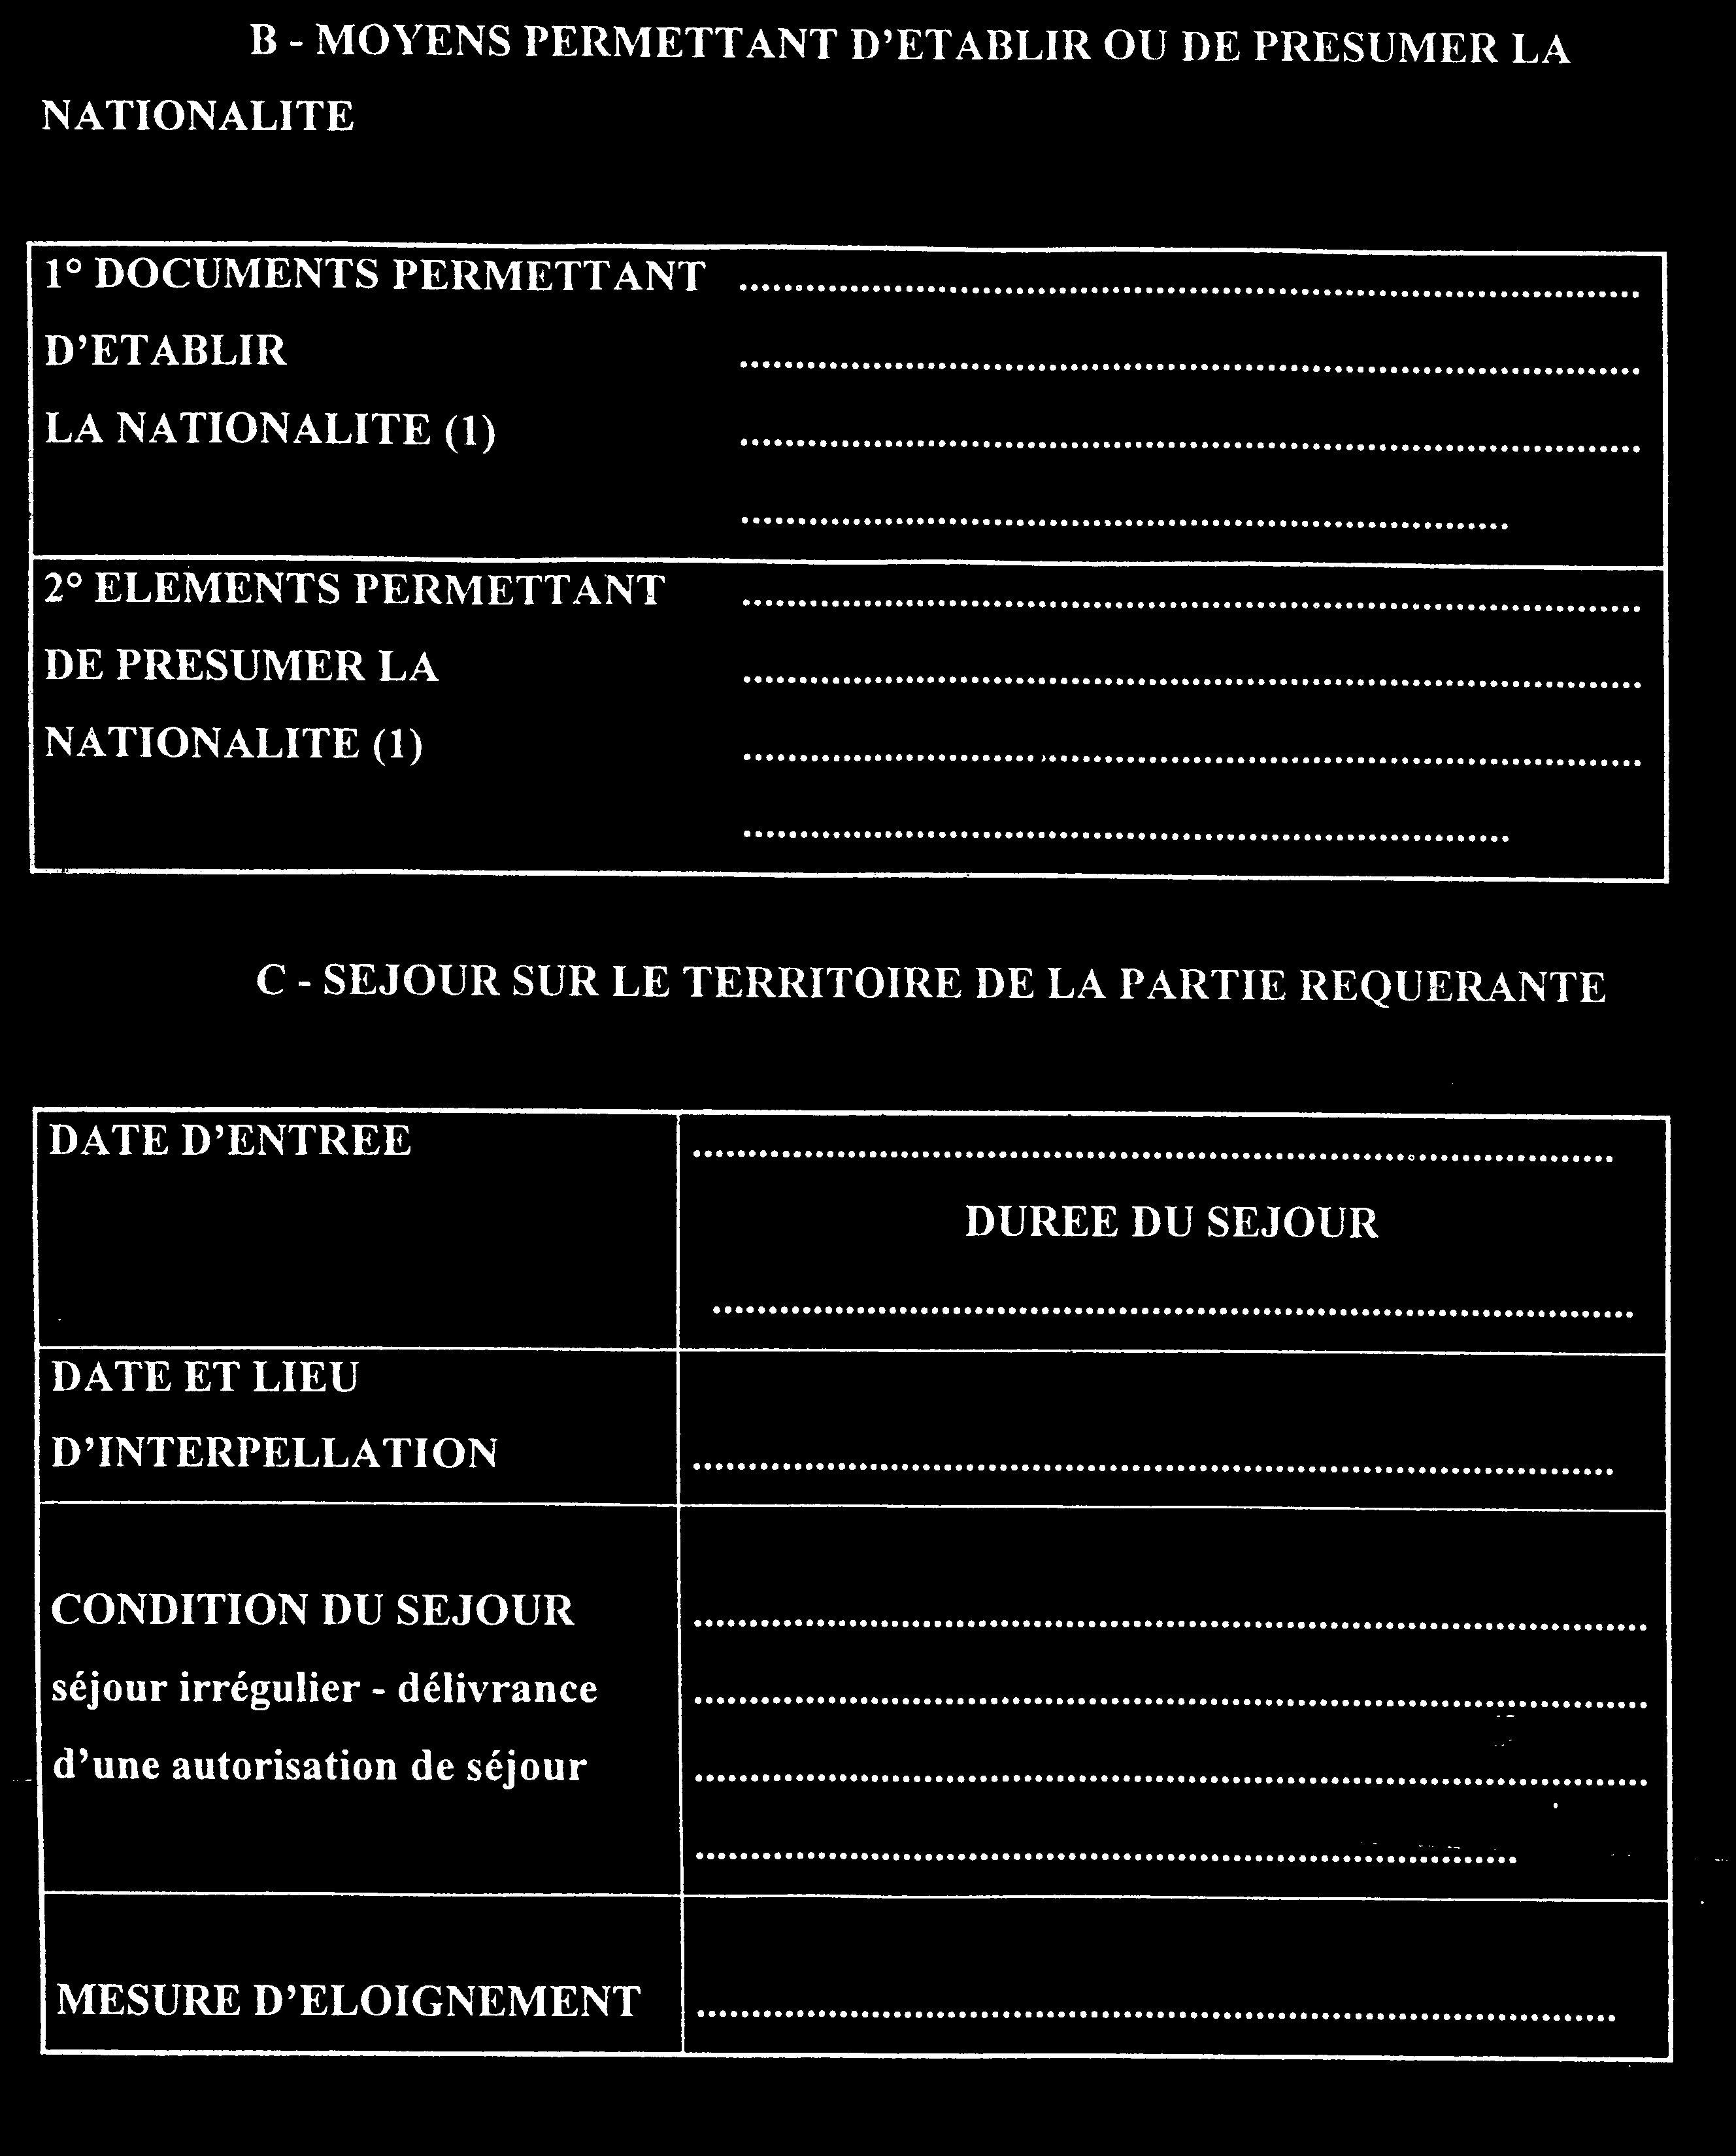 B - MOYENS PERMETTANT D'ETABLIR OU DE PRESUMER LA
NATIONALITE
1° DOCUMENTS PERMETTANT ................................................................
D'ETABLIR ................................................................
LA NATIONALITE (1) ................................................................
................................................................
2° ELEMENTS PERMETTANT ................................................................
DE PRESUMER LA ................................................................
NATIONALITE (1) ................................................................
................................................................
C - SEJOUR SUR LE TERRITOIRE DE LA PARTIE REQUERANTE
DATE D'ENTREE ................................................................
DUREE DU SEJOUR
................................................................
DATE ET LIEU
D'INTERPELLATION ................................................................
CONDITION DU SEJOUR ................................................................
séjour irrégulier - délivrance ................................................................
d'une autorisation de séjour ................................................................
................................................................
MESURE D'ELOIGNEMENT ................................................................